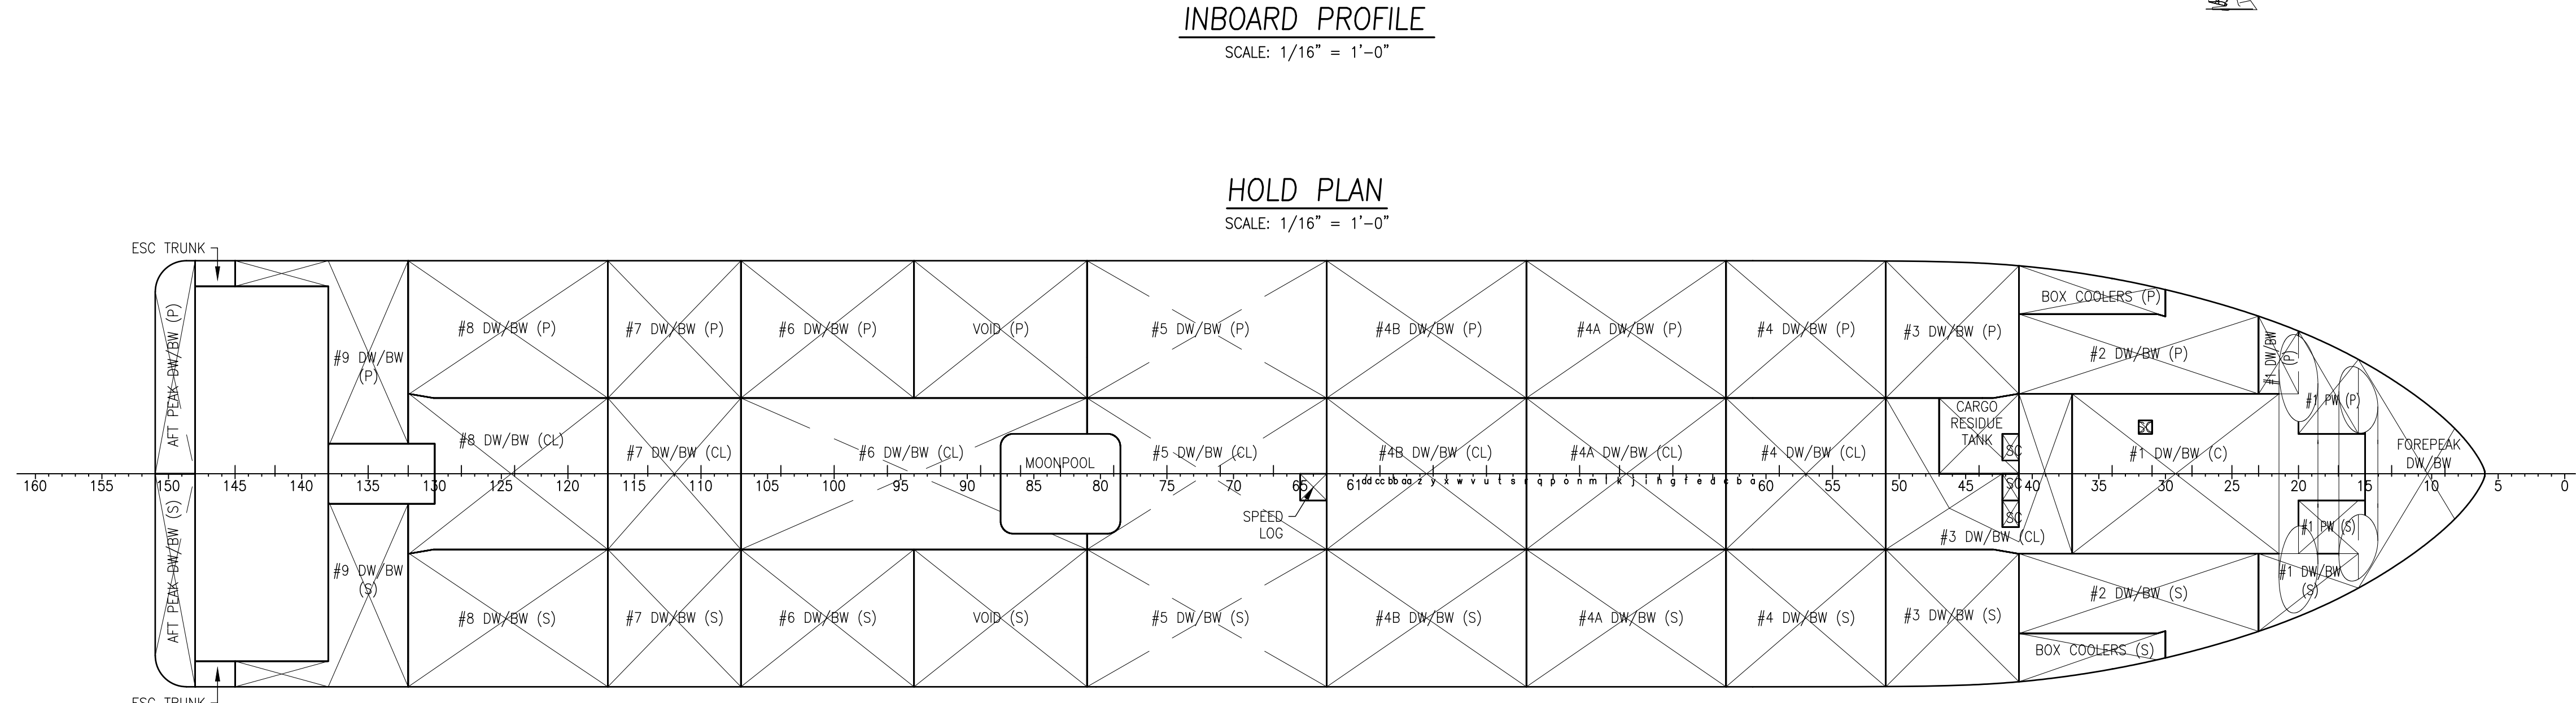 INBOARD PROFILE
SCALE: 1/16" = 1'-0"
HOLD PLAN
SCALE: 1/16" = 1'-0"
ESC TRUNK
BOX COOLERS (P)
AFT PEAK DW/BW (P)
#9 DW/BW
(P)
#8 DW/BW (P)
#7 DW/BW (P)
#6 DW/BW (P)
VOID (P)
#5 DW/BW (P)
#4B DW/BW (P)
#4A DW/BW (P)
#4 DW/BW (P)
#3 DW/BW (P)
#2 DW/BW (P)
#1 DW/BW
(P)
#1 PW (P)
#8 DW/BW (CL)
#7 DW/BW (CL)
#6 DW/BW (CL)
MOONPOOL
#5 DW/BW (CL)
#4B DW/BW (CL)
#4A DW/BW (CL)
#4 DW/BW (CL)
CARGO
RESIDUE
TANK
SC
SC
#1 DW/BW (C)
FOREPEAK
DW/BW
160 155 150 145 140 135 130 125 120 115 110 105 100 95 90 85 80 75 70 65 61 dd cc bb aa z y x w v u t s r q p o n m l k j i h g f e d c b a 60 55 50 45 40 35 30 25 20 15 10 5 0
SC
SC
SPEED
LOG
#3 DW/BW (CL)
#1 PW (S)
AFT PEAK DW/BW (S)
#9 DW/BW
(S)
#8 DW/BW (S)
#7 DW/BW (S)
#6 DW/BW (S)
VOID (S)
#5 DW/BW (S)
#4B DW/BW (S)
#4A DW/BW (S)
#4 DW/BW (S)
#3 DW/BW (S)
#2 DW/BW (S)
#1 DW/BW
(S)
BOX COOLERS (S)
ESC TRUNK